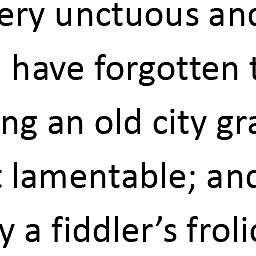 ery unctuous and
have forgotten t
ng an old city gra
t lamentable; and
y a fiddler’s frolic